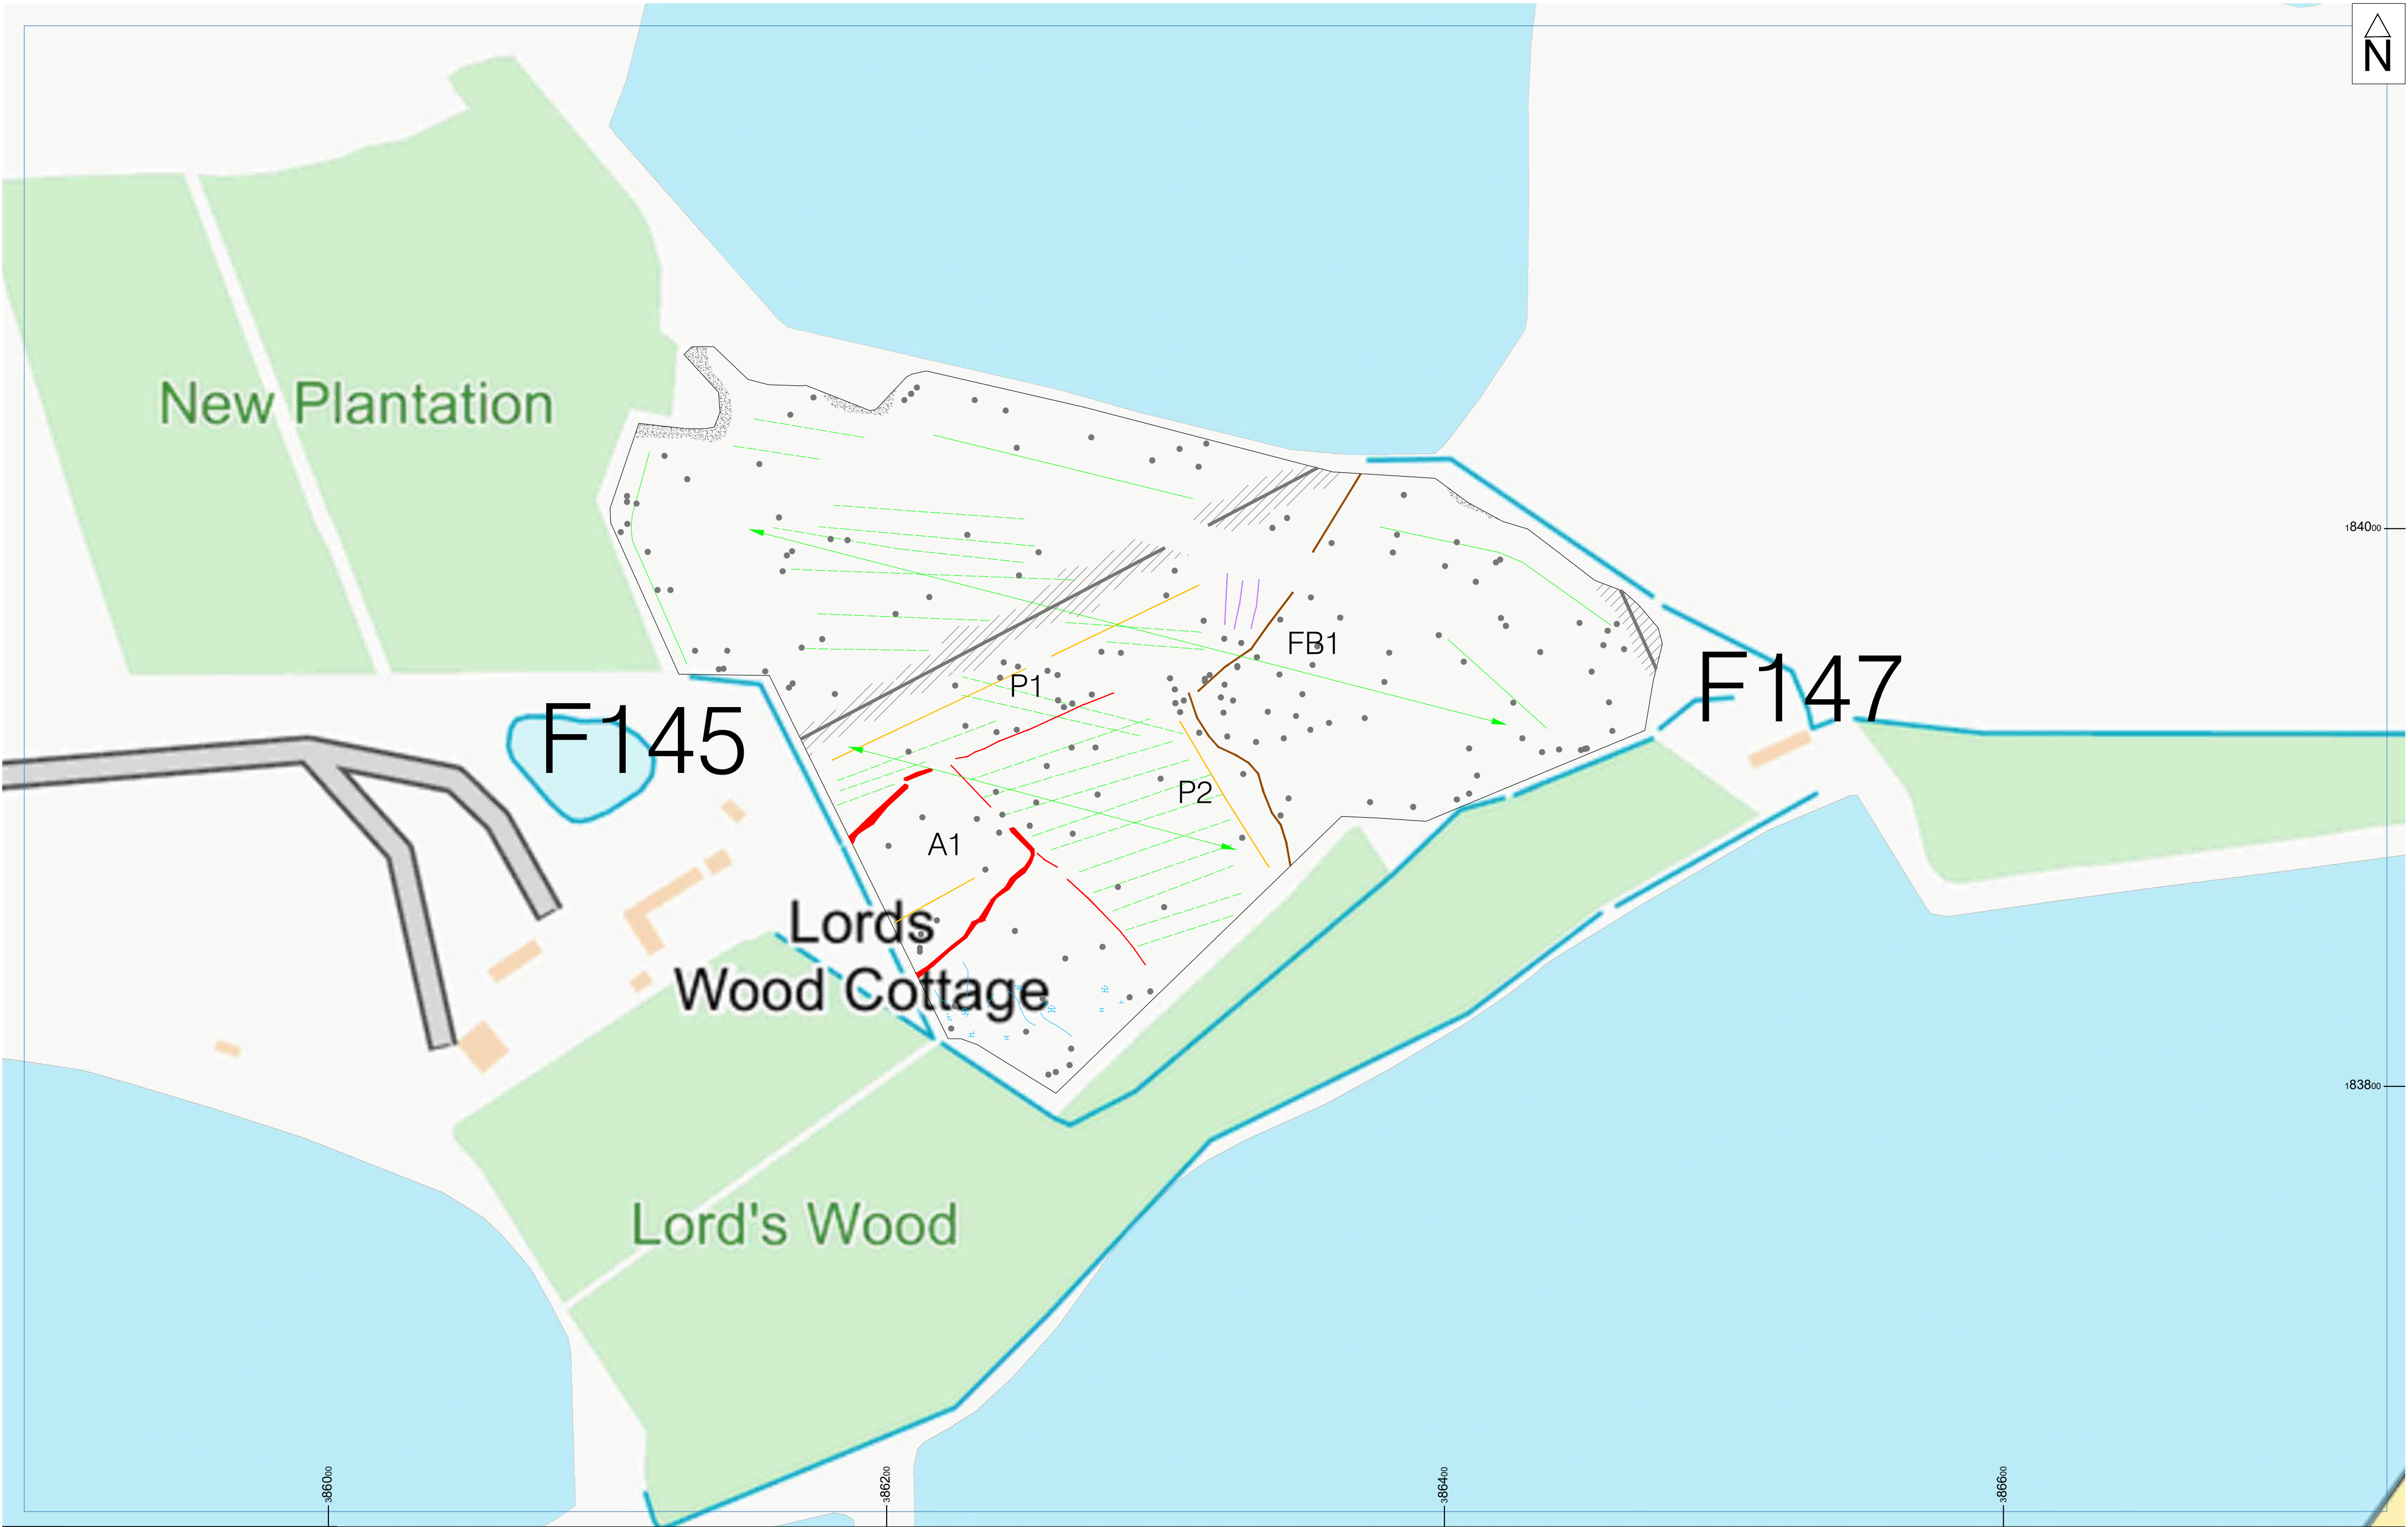 N
New Plantation
184000
FB1
P1
F147
F145
P2
A1
Lords
Wood Cottage
183800
Lord's Wood
386000
386200
386400
386600